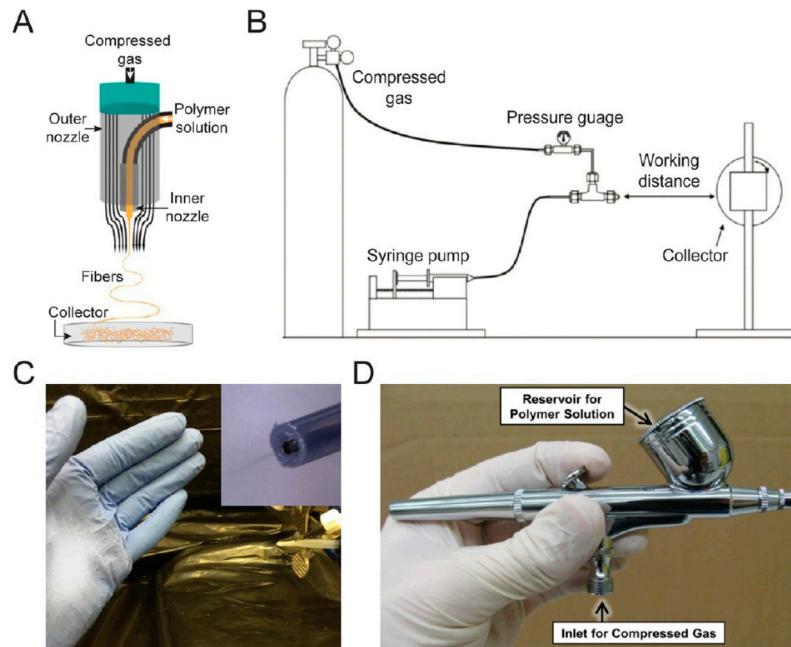 A
Compressed
gas
Outer
nozzle
Polymer
solution
Inner
nozzle
Fibers
Collector
B
Compressed
gas
Pressure guage
Working
distance
Syringe pump
Collector
C
D
Reservoir for
Polymer Solution
Inlet for Compressed Gas